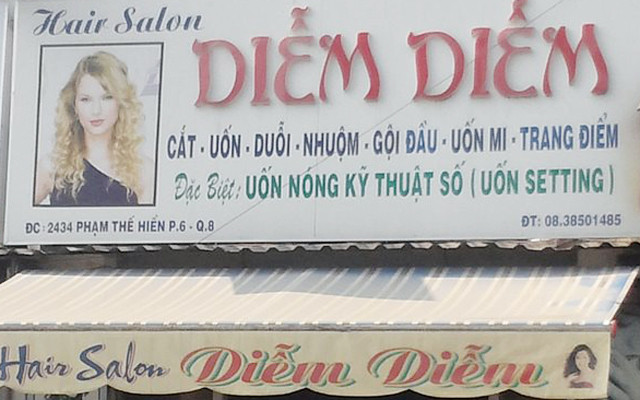 Hair Salon
DIỄM DIỄM
CẮT - UỐN - DUỖI - NHUỘM - GỘI ĐẦU - UỐN MI - TRANG ĐIỂM
Đặc Biệt: UỐN NÓNG KỸ THUẬT SỐ ( UỐN SETTING )
ĐC: 2434 PHẠM THẾ HIỂN P.6 - Q.8 ĐT: 08.38501485
Hair Salon Diễm Diễm